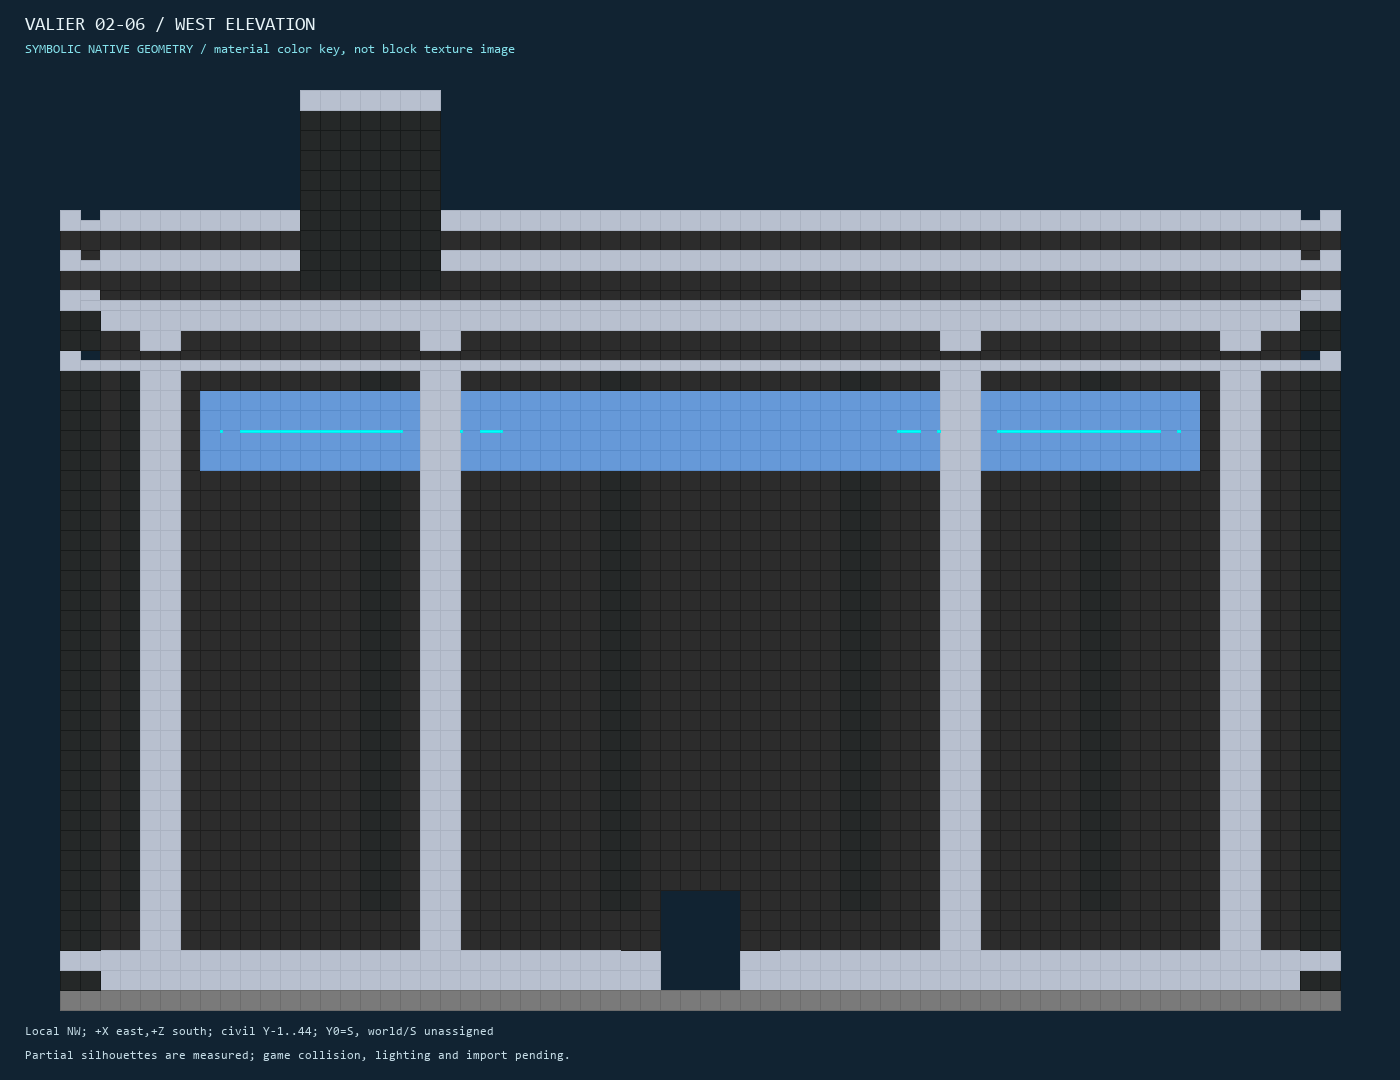 VALIER 02-06 / WEST ELEVATION
SYMBOLIC NATIVE GEOMETRY / material color key, not block texture image
Local NW; +X east,+Z south; civil Y-1..44; Y0=S, world/S unassigned
Partial silhouettes are measured; game collision, lighting and import pending.